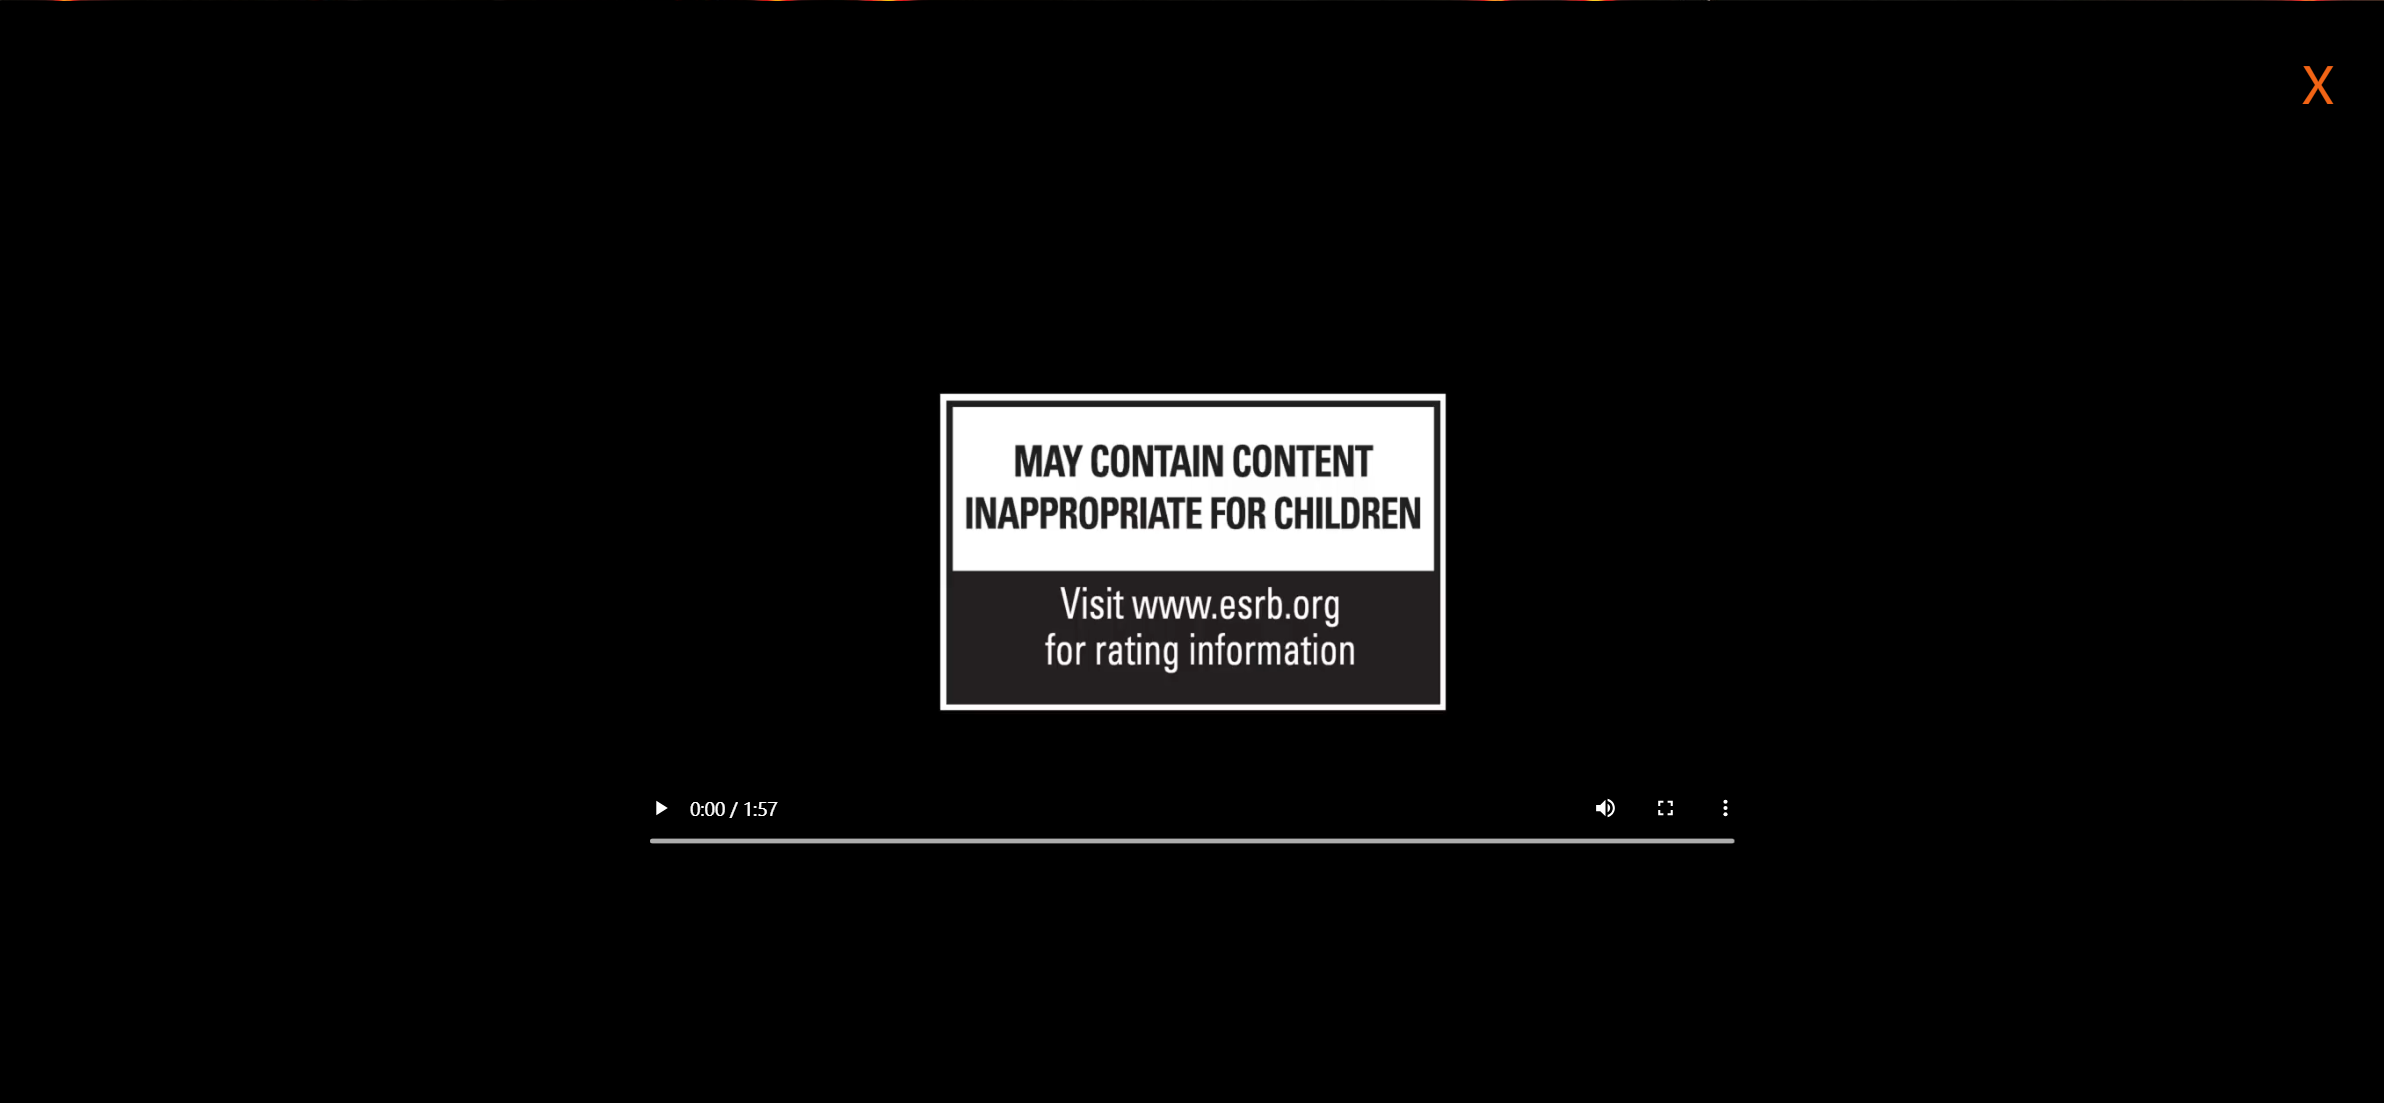 X
MAY CONTAIN CONTENT
INAPPROPRIATE FOR CHILDREN
Visit www.esrb.org
for rating information
0:00 / 1:57